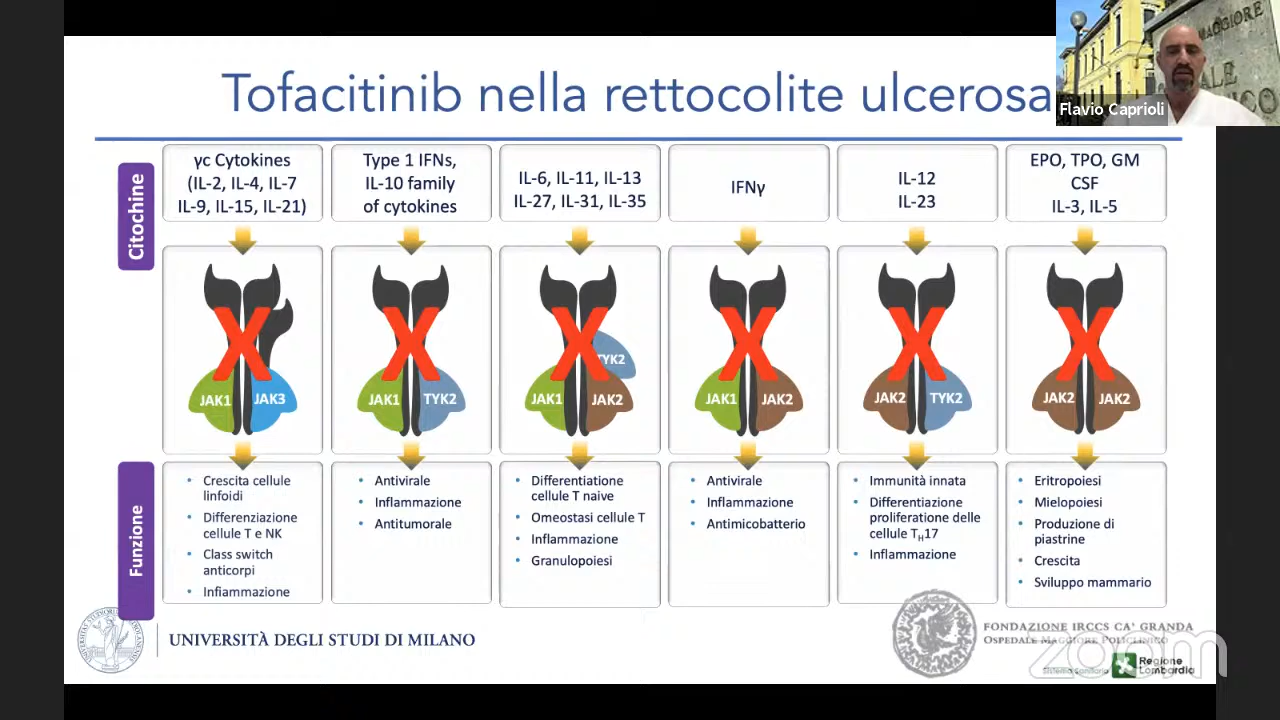 Tofacitinib nella rettocolite ulcerosa
Flavio Caprioli
Citochine
γc Cytokines
(IL-2, IL-4, IL-7
IL-9, IL-15, IL-21)
Type 1 IFNs,
IL-10 family
of cytokines
IL-6, IL-11, IL-13
IL-27, IL-31, IL-35
IFNγ
IL-12
IL-23
EPO, TPO, GM
CSF
IL-3, IL-5
JAK1
JAK3
JAK1
TYK2
JAK1
TYK2
JAK2
JAK1
JAK2
JAK2
TYK2
JAK2
JAK2
Funzione
• Crescita cellule
linfoidi
• Differenziazione
cellule T e NK
• Class switch
anticorpi
• Infiammazione
• Antivirale
• Inflammazione
• Antitumorale
• Differentiatione
cellule T naive
• Omeostasi cellule T
• Inflammazione
• Granulopoiesi
• Antivirale
• Inflammazione
• Antimicobatterio
• Immunità innata
• Differentiazione
proliferatione delle
cellule TH17
• Inflammazione
• Eritropoiesi
• Mielopoiesi
• Produzione di
piastrine
• Crescita
• Sviluppo mammario
UNIVERSITÀ DEGLI STUDI DI MILANO
FONDAZIONE IRCCS CA' GRANDA
OSPEDALE MAGGIORE POLICLINICO
Sistema Sanitario
Regione
Lombardia
zoom
MAGGIORE